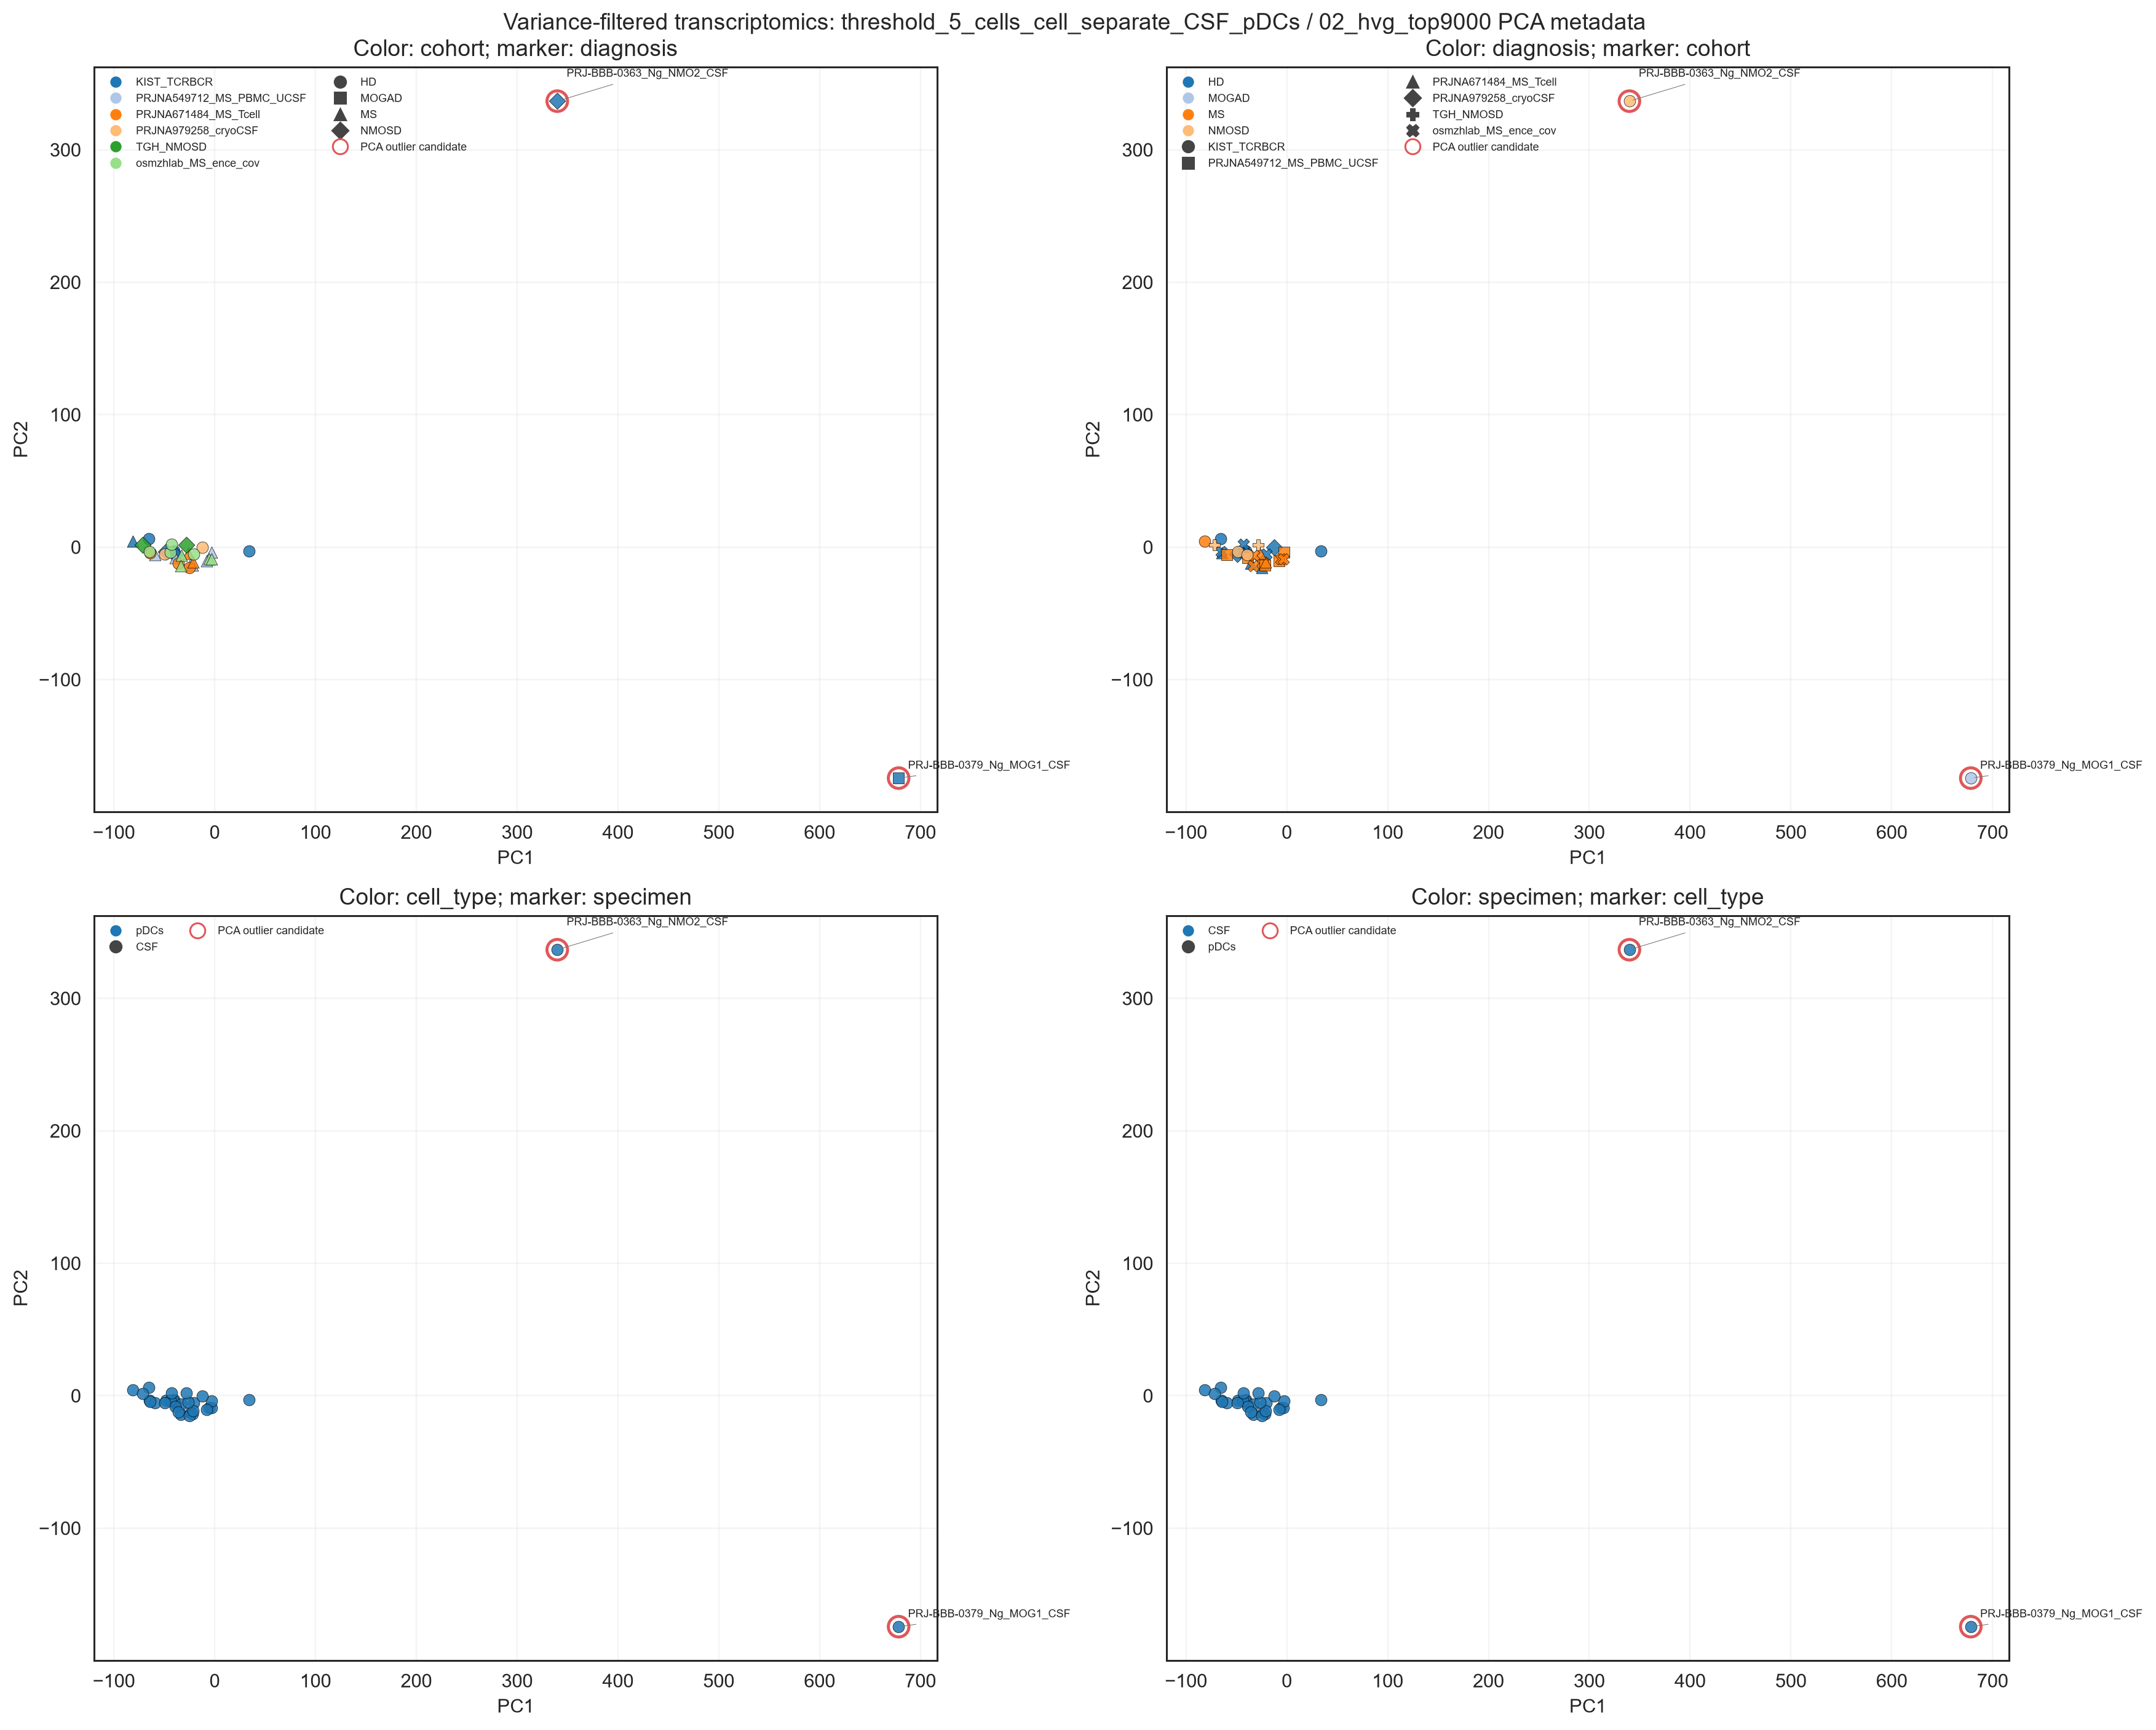 Variance-filtered transcriptomics: threshold_5_cells_cell_separate_CSF_pDCs / 02_hvg_top9000 PCA metadata
Color: cohort; marker: diagnosis
KIST_TCRBCR
PRJNA549712_MS_PBMC_UCSF
PRJNA671484_MS_Tcell
PRJNA979258_cryoCSF
TGH_NMOSD
osmzhlab_MS_ence_cov
HD
MOGAD
MS
NMOSD
PCA outlier candidate
PRJ-BBB-0363_Ng_NMO2_CSF
PRJ-BBB-0379_Ng_MOG1_CSF
300
200
100
0
−100
PC2
−100 0 100 200 300 400 500 600 700
PC1
Color: diagnosis; marker: cohort
HD
MOGAD
MS
NMOSD
KIST_TCRBCR
PRJNA549712_MS_PBMC_UCSF
PRJNA671484_MS_Tcell
PRJNA979258_cryoCSF
TGH_NMOSD
osmzhlab_MS_ence_cov
PCA outlier candidate
PRJ-BBB-0363_Ng_NMO2_CSF
PRJ-BBB-0379_Ng_MOG1_CSF
300
200
100
0
−100
PC2
−100 0 100 200 300 400 500 600 700
PC1
Color: cell_type; marker: specimen
pDCs
CSF
PCA outlier candidate
PRJ-BBB-0363_Ng_NMO2_CSF
PRJ-BBB-0379_Ng_MOG1_CSF
300
200
100
0
−100
PC2
−100 0 100 200 300 400 500 600 700
PC1
Color: specimen; marker: cell_type
CSF
pDCs
PCA outlier candidate
PRJ-BBB-0363_Ng_NMO2_CSF
PRJ-BBB-0379_Ng_MOG1_CSF
300
200
100
0
−100
PC2
−100 0 100 200 300 400 500 600 700
PC1